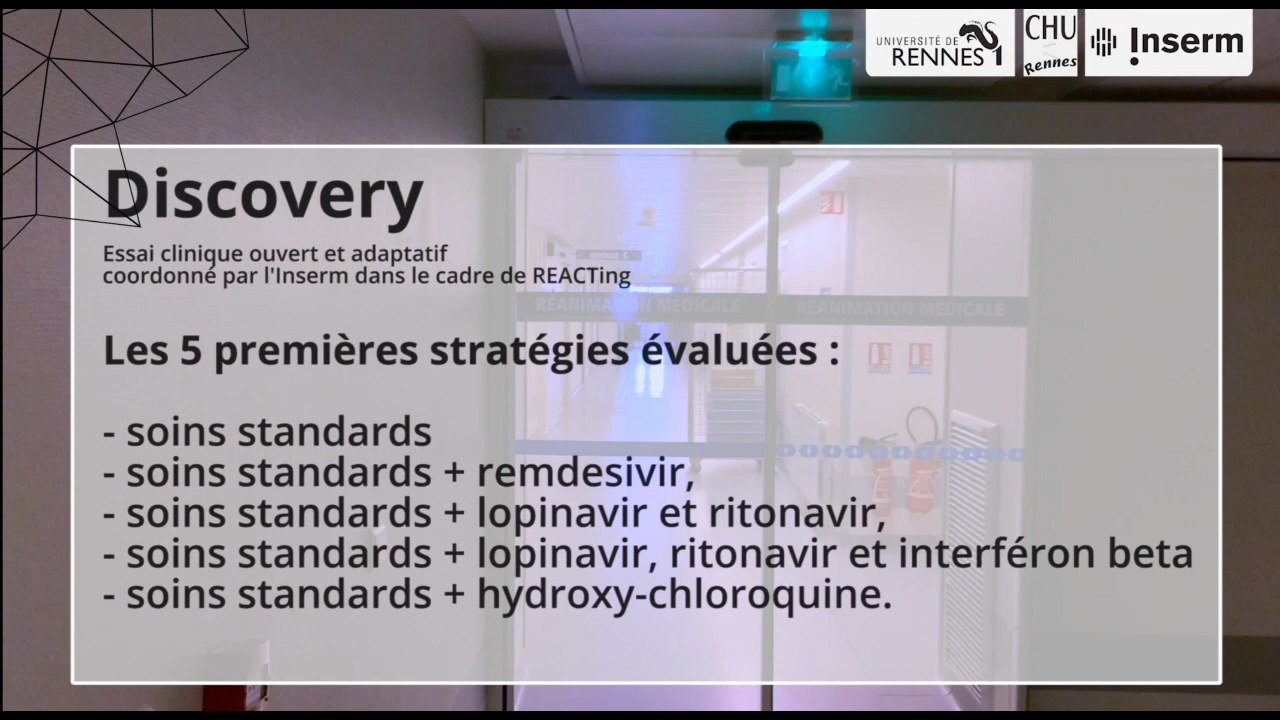 UNIVERSITÉ DE
RENNES 1
CHU
Rennes
Inserm
Discovery
Essai clinique ouvert et adaptatif
coordonné par l'Inserm dans le cadre de REACTing
RÉANIMATION MÉDICALE RÉANIMATION MÉDICALE
Les 5 premières stratégies évaluées :
- soins standards
- soins standards + remdesivir,
- soins standards + lopinavir et ritonavir,
- soins standards + lopinavir, ritonavir et interféron beta
- soins standards + hydroxy-chloroquine.